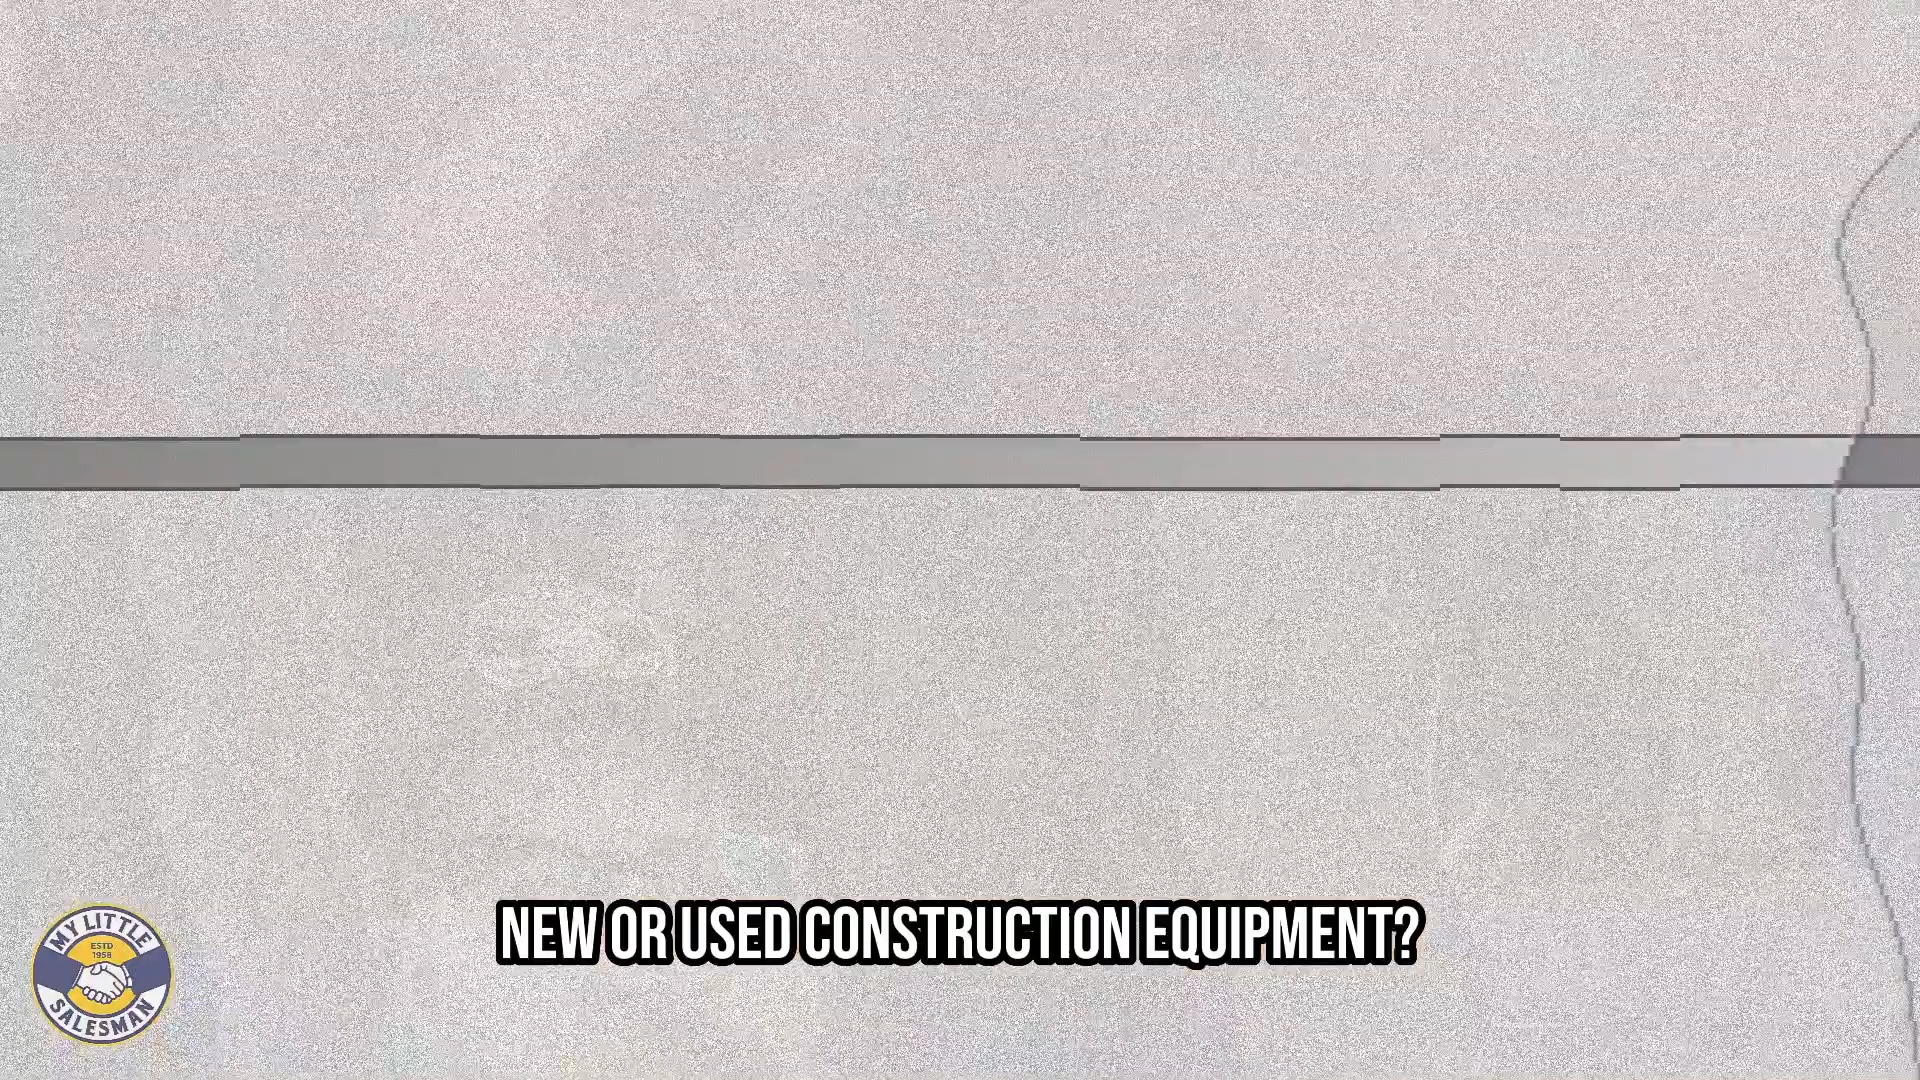 NEW OR USED CONSTRUCTION EQUIPMENT?
MY LITTLE
ESTD
1958
SALESMAN